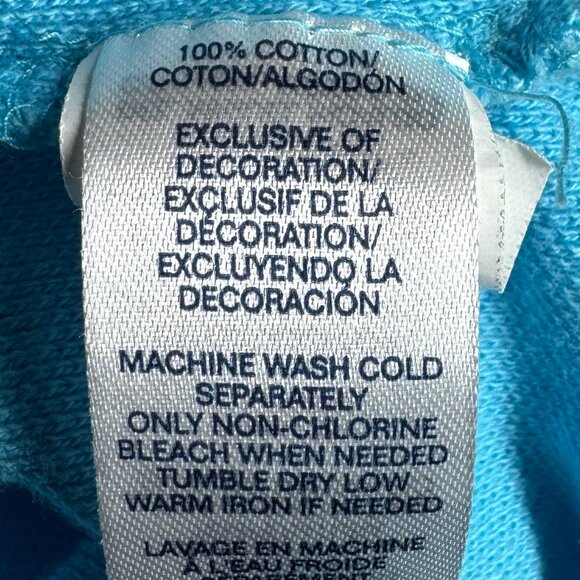 100% COTTON/
COTON/ALGODÓN
EXCLUSIVE OF
DECORATION/
EXCLUSIF DE LA
DÉCORATION/
EXCLUYENDO LA
DECORACIÓN
MACHINE WASH COLD
SEPARATELY
ONLY NON-CHLORINE
BLEACH WHEN NEEDED
TUMBLE DRY LOW
WARM IRON IF NEEDED
LAVAGE EN MACHINE
À L'EAU FROIDE